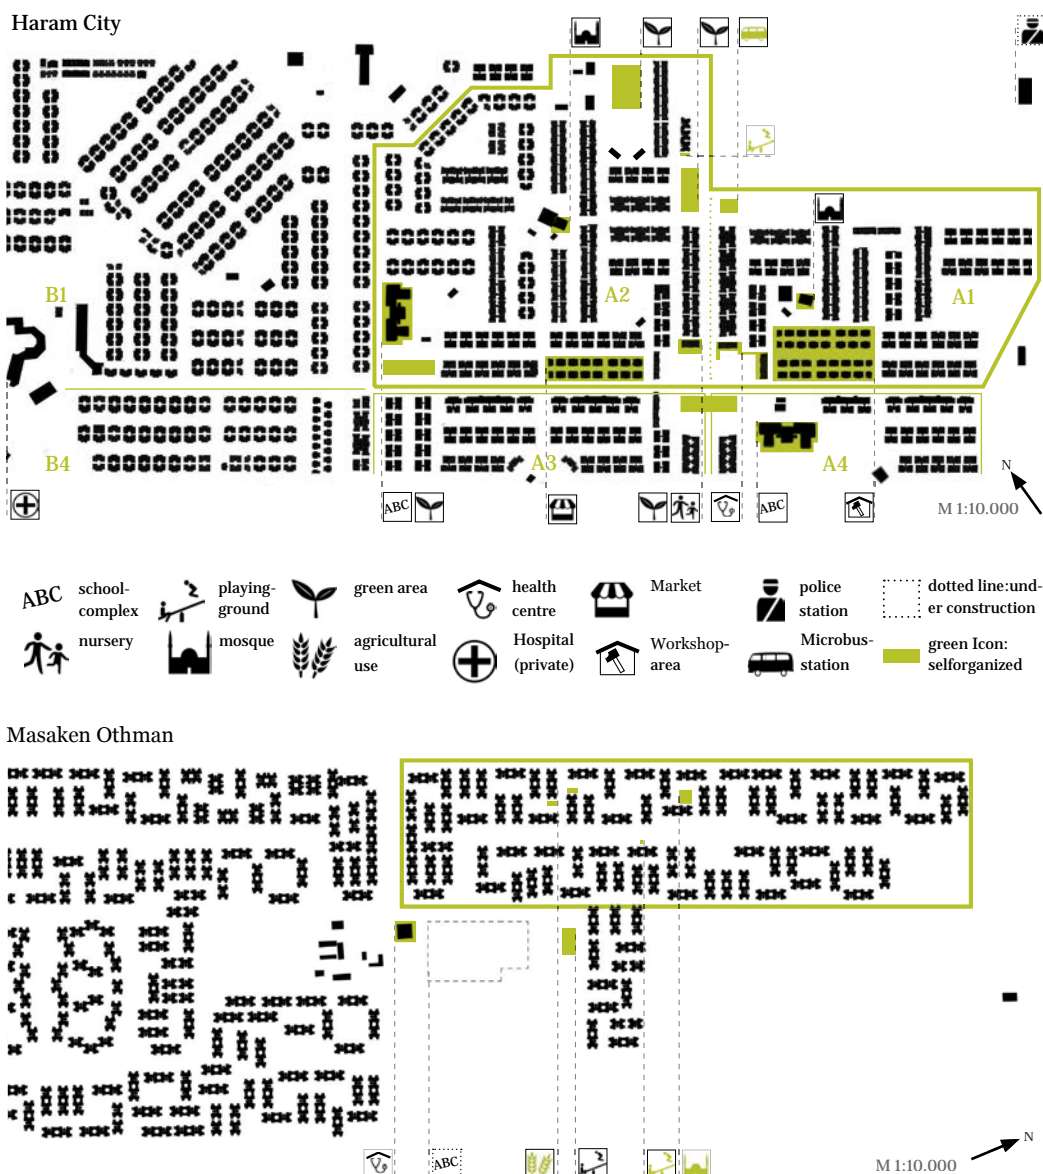 Haram City
B1
A2
A1
B4
A3
A4
N
M 1:10.000
ABC
ABC
ABC
school-
complex
playing-
ground
green area
health
centre
Market
police
station
dotted line:und-
er construction
nursery
mosque
agricultural
use
Hospital
(private)
Workshop-
area
Microbus-
station
green Icon:
selforganized
Masaken Othman
ABC
N
M 1:10.000